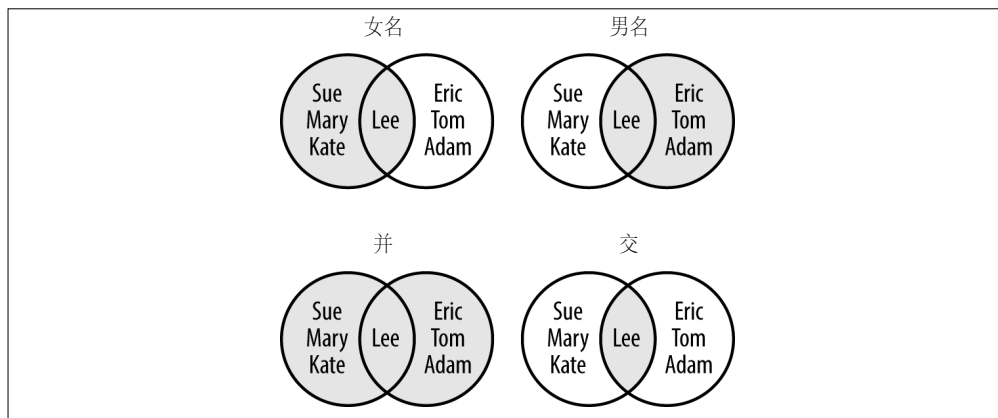 女名
Sue
Mary
Kate
Lee
Eric
Tom
Adam
男名
Sue
Mary
Kate
Lee
Eric
Tom
Adam
并
Sue
Mary
Kate
Lee
Eric
Tom
Adam
交
Sue
Mary
Kate
Lee
Eric
Tom
Adam